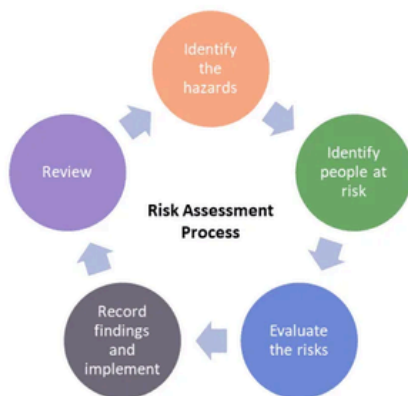 Identify
the
hazards
Identify
people at
risk
Evaluate
the risks
Record
findings
and
implement
Review
Risk Assessment
Process